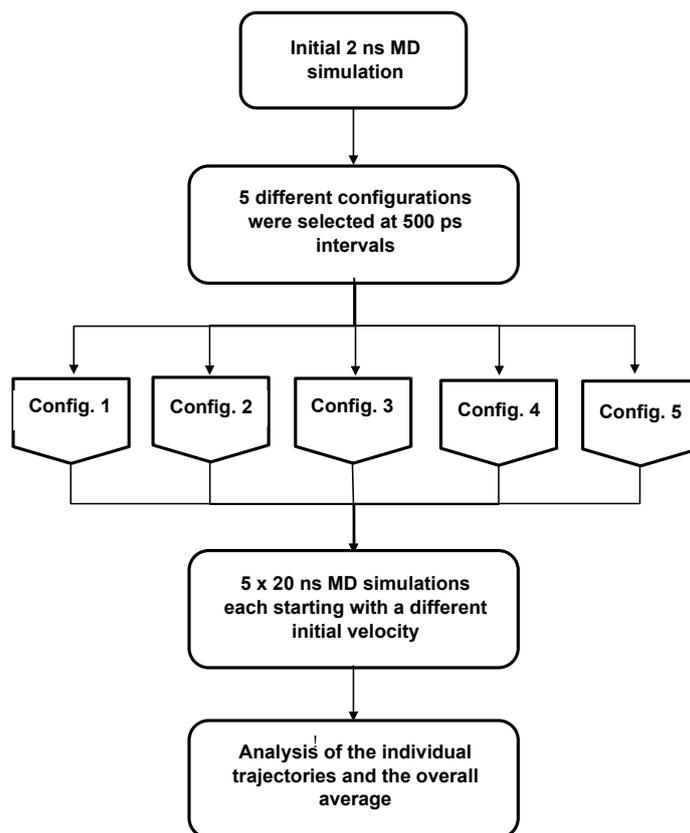 Initial 2 ns MD
simulation
5 different configurations
were selected at 500 ps
intervals
Config. 1
Config. 2
Config. 3
Config. 4
Config. 5
5 x 20 ns MD simulations
each starting with a different
initial velocity
!
Analysis of the individual
trajectories and the overall
average